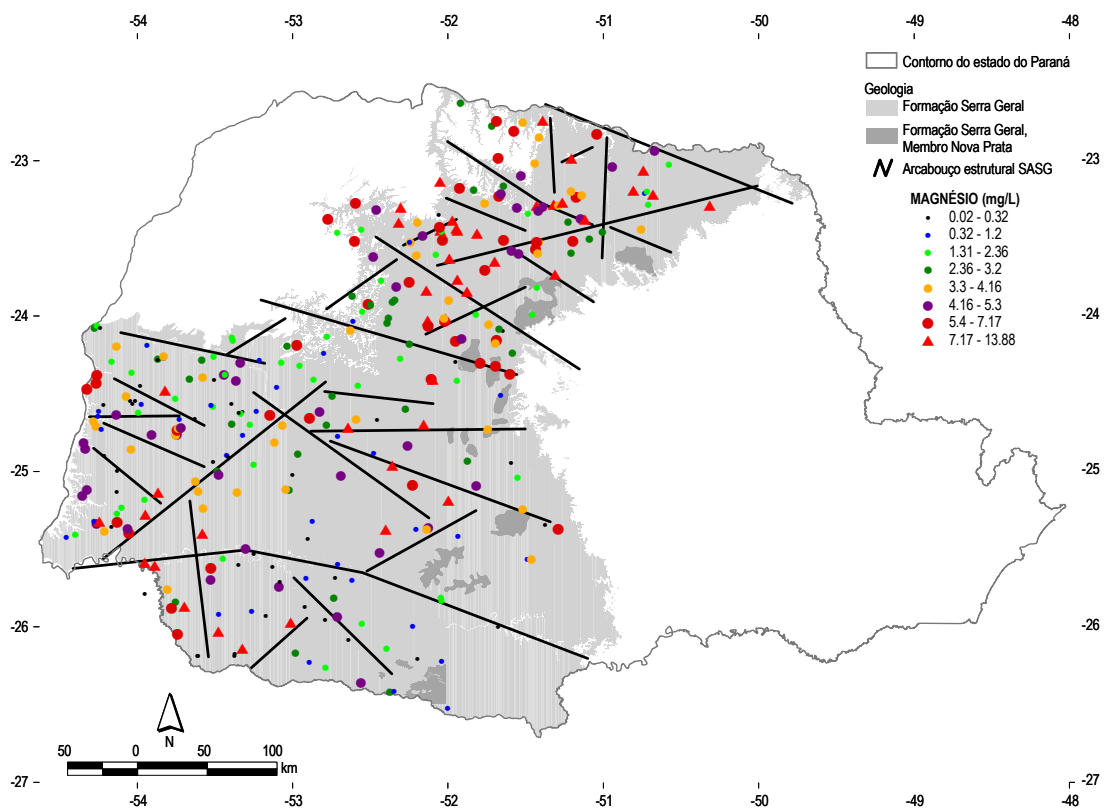 -54 -53 -52 -51 -50 -49 -48
Contorno do estado do Paraná
Geologia
Formação Serra Geral
Formação Serra Geral,
Membro Nova Prata
Arcabouço estrutural SASG
MAGNÉSIO (mg/L)
0.02 - 0.32
0.32 - 1.2
1.31 - 2.36
2.36 - 3.2
3.3 - 4.16
4.16 - 5.3
5.4 - 7.17
7.17 - 13.88
-23 -23
-24 -24
-25 -25
-26 -26
N
50 0 50 100
km
-27 -27
-54 -53 -52 -51 -50 -49 -48